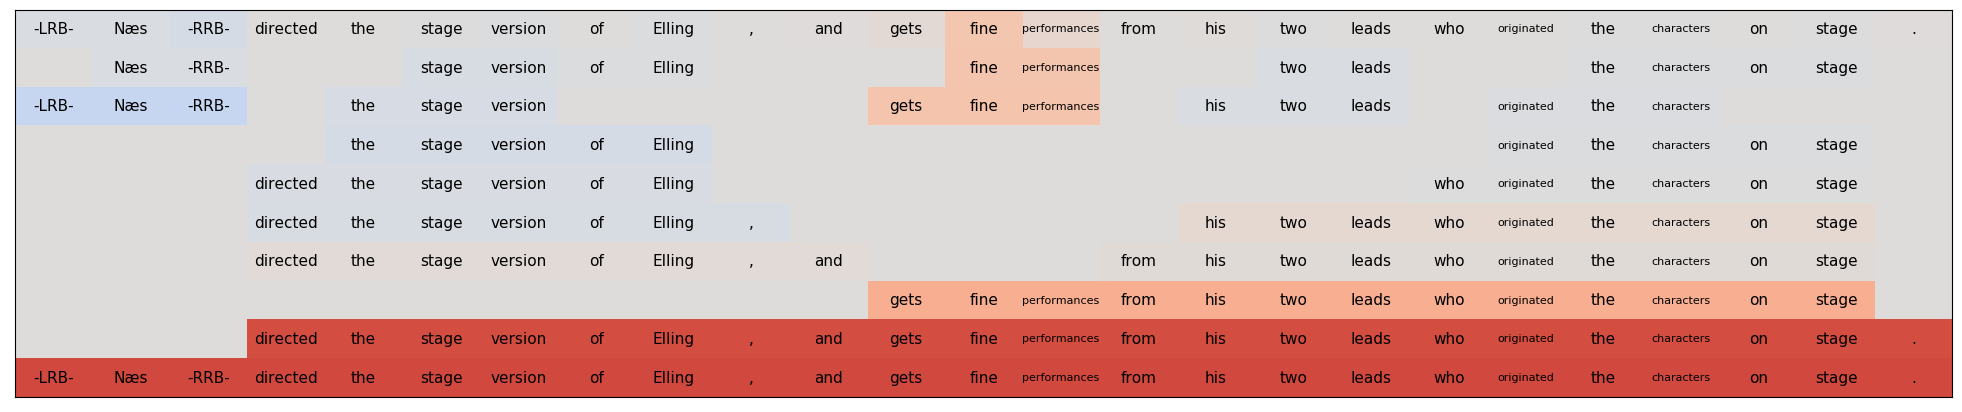 -LRB- Næs -RRB- directed the stage version of Elling , and gets fine performances from his two leads who originated the characters on stage .
Næs -RRB- stage version of Elling fine performances two leads the characters on stage
-LRB- Næs -RRB- the stage version gets fine performances his two leads originated the characters
the stage version of Elling originated the characters on stage
directed the stage version of Elling who originated the characters on stage
directed the stage version of Elling , his two leads who originated the characters on stage
directed the stage version of Elling , and from his two leads who originated the characters on stage
gets fine performances from his two leads who originated the characters on stage
directed the stage version of Elling , and gets fine performances from his two leads who originated the characters on stage .
-LRB- Næs -RRB- directed the stage version of Elling , and gets fine performances from his two leads who originated the characters on stage .